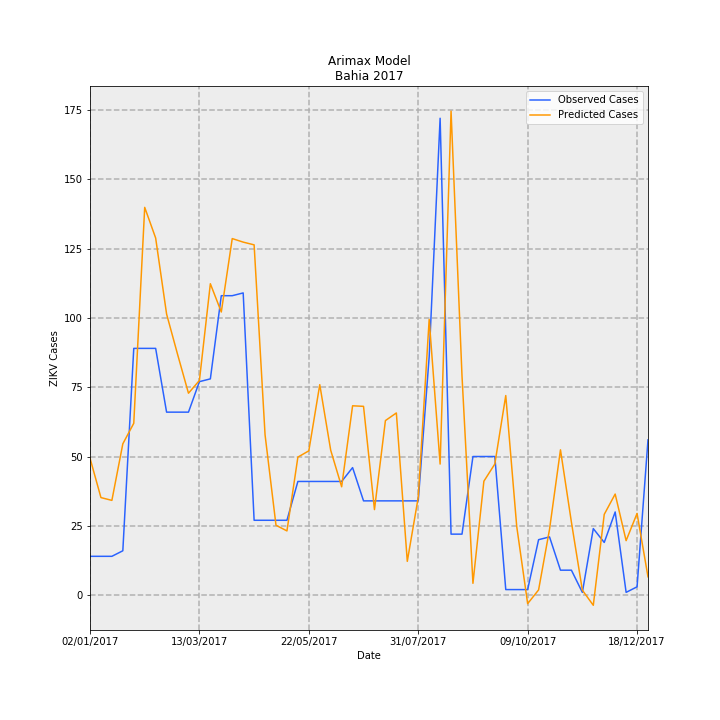 Arimax Model
Bahia 2017
Observed Cases
Predicted Cases
ZIKV Cases
175
150
125
100
75
50
25
0
02/01/2017
13/03/2017
22/05/2017
31/07/2017
09/10/2017
18/12/2017
Date